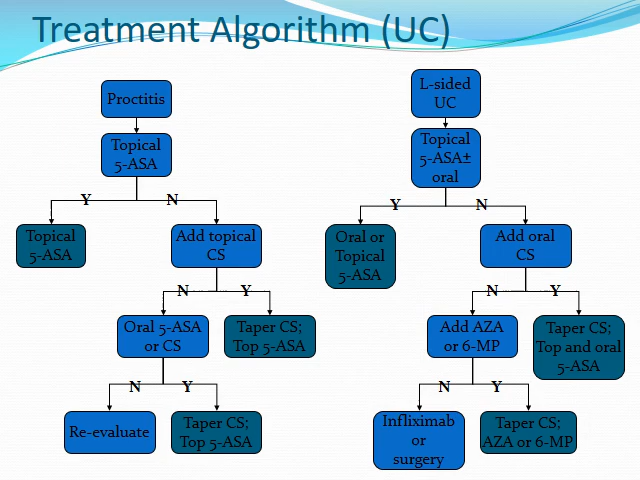 Treatment Algorithm (UC)
Proctitis
Topical
5-ASA
Y
N
Topical
5-ASA
Add topical
CS
N
Y
Oral 5-ASA
or CS
Taper CS;
Top 5-ASA
N
Y
Re-evaluate
Taper CS;
Top 5-ASA
L-sided
UC
Topical
5-ASA±
oral
Y
N
Oral or
Topical
5-ASA
Add oral
CS
N
Y
Add AZA
or 6-MP
Taper CS;
Top and oral
5-ASA
N
Y
Infliximab
or
surgery
Taper CS;
AZA or 6-MP